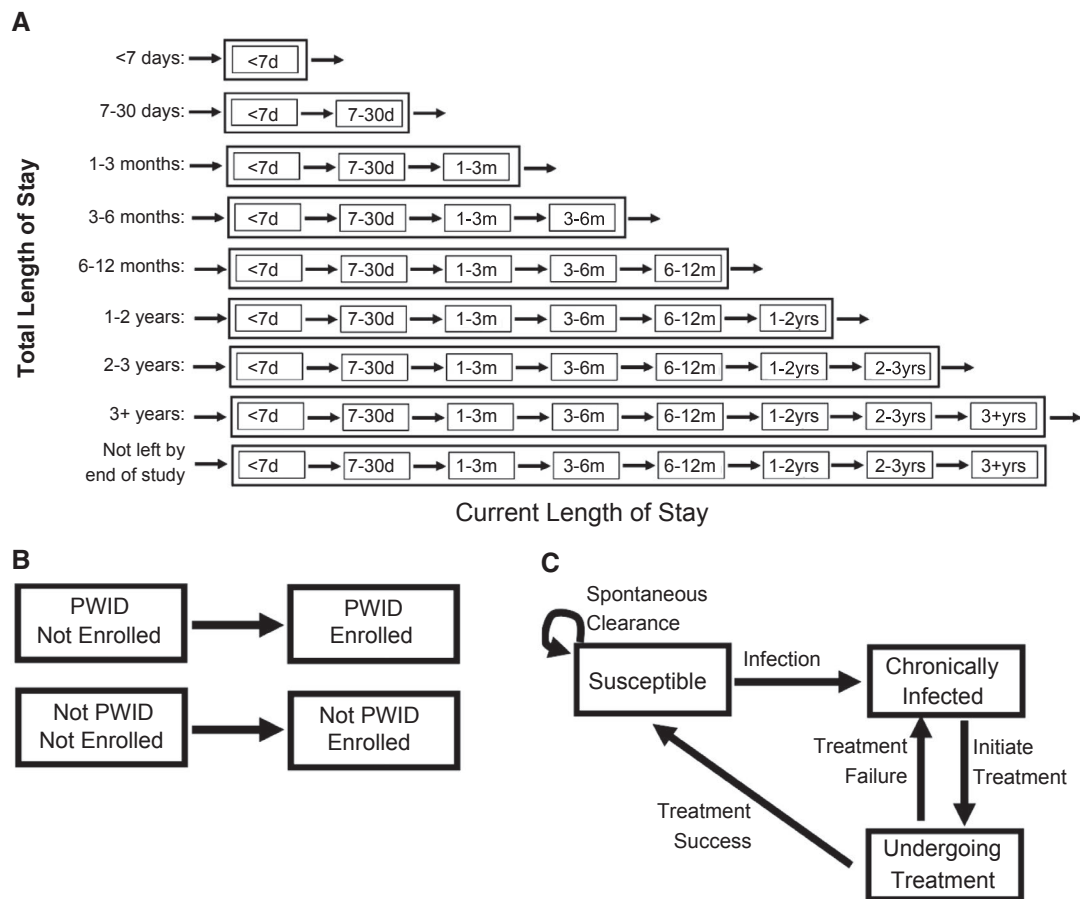 A
Total Length of Stay
<7 days: <7d
7-30 days: <7d 7-30d
1-3 months: <7d 7-30d 1-3m
3-6 months: <7d 7-30d 1-3m 3-6m
6-12 months: <7d 7-30d 1-3m 3-6m 6-12m
1-2 years: <7d 7-30d 1-3m 3-6m 6-12m 1-2yrs
2-3 years: <7d 7-30d 1-3m 3-6m 6-12m 1-2yrs 2-3yrs
3+ years: <7d 7-30d 1-3m 3-6m 6-12m 1-2yrs 2-3yrs 3+yrs
Not left by
end of study <7d 7-30d 1-3m 3-6m 6-12m 1-2yrs 2-3yrs 3+yrs
Current Length of Stay
B
PWID
Not Enrolled
PWID
Enrolled
Not PWID
Not Enrolled
Not PWID
Enrolled
C
Spontaneous
Clearance
Susceptible
Infection
Chronically
Infected
Treatment
Failure
Initiate
Treatment
Treatment
Success
Undergoing
Treatment